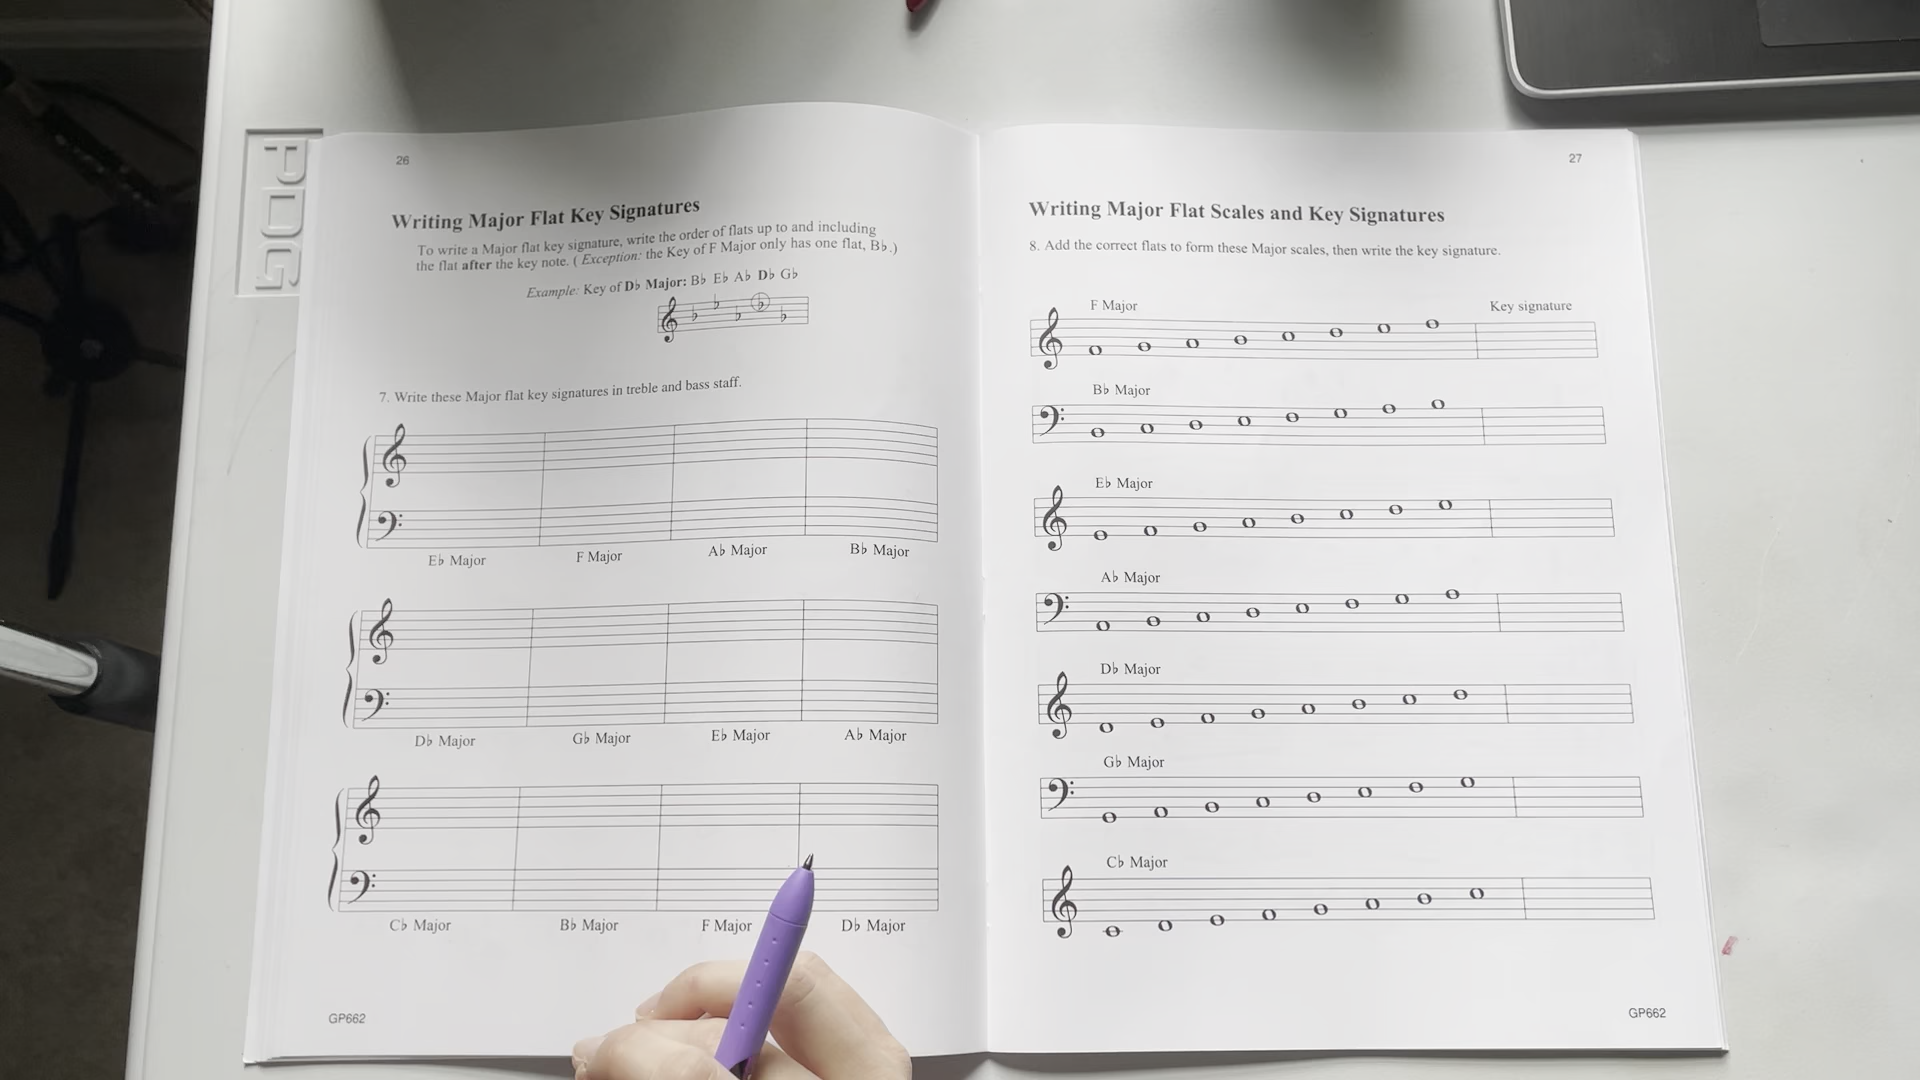 PDG
26
Writing Major Flat Key Signatures
To write a Major flat key signature, write the order of flats up to and including
the flat after the key note. ( Exception: the Key of F Major only has one flat, B♭.)
Example: Key of D♭ Major: B♭ E♭ A♭ D♭ G♭
7. Write these Major flat key signatures in treble and bass staff.
E♭ Major F Major A♭ Major B♭ Major
D♭ Major G♭ Major E♭ Major A♭ Major
C♭ Major B♭ Major F Major D♭ Major
GP662
27
Writing Major Flat Scales and Key Signatures
8. Add the correct flats to form these Major scales, then write the key signature.
F Major Key signature
B♭ Major
E♭ Major
A♭ Major
D♭ Major
G♭ Major
C♭ Major
GP662